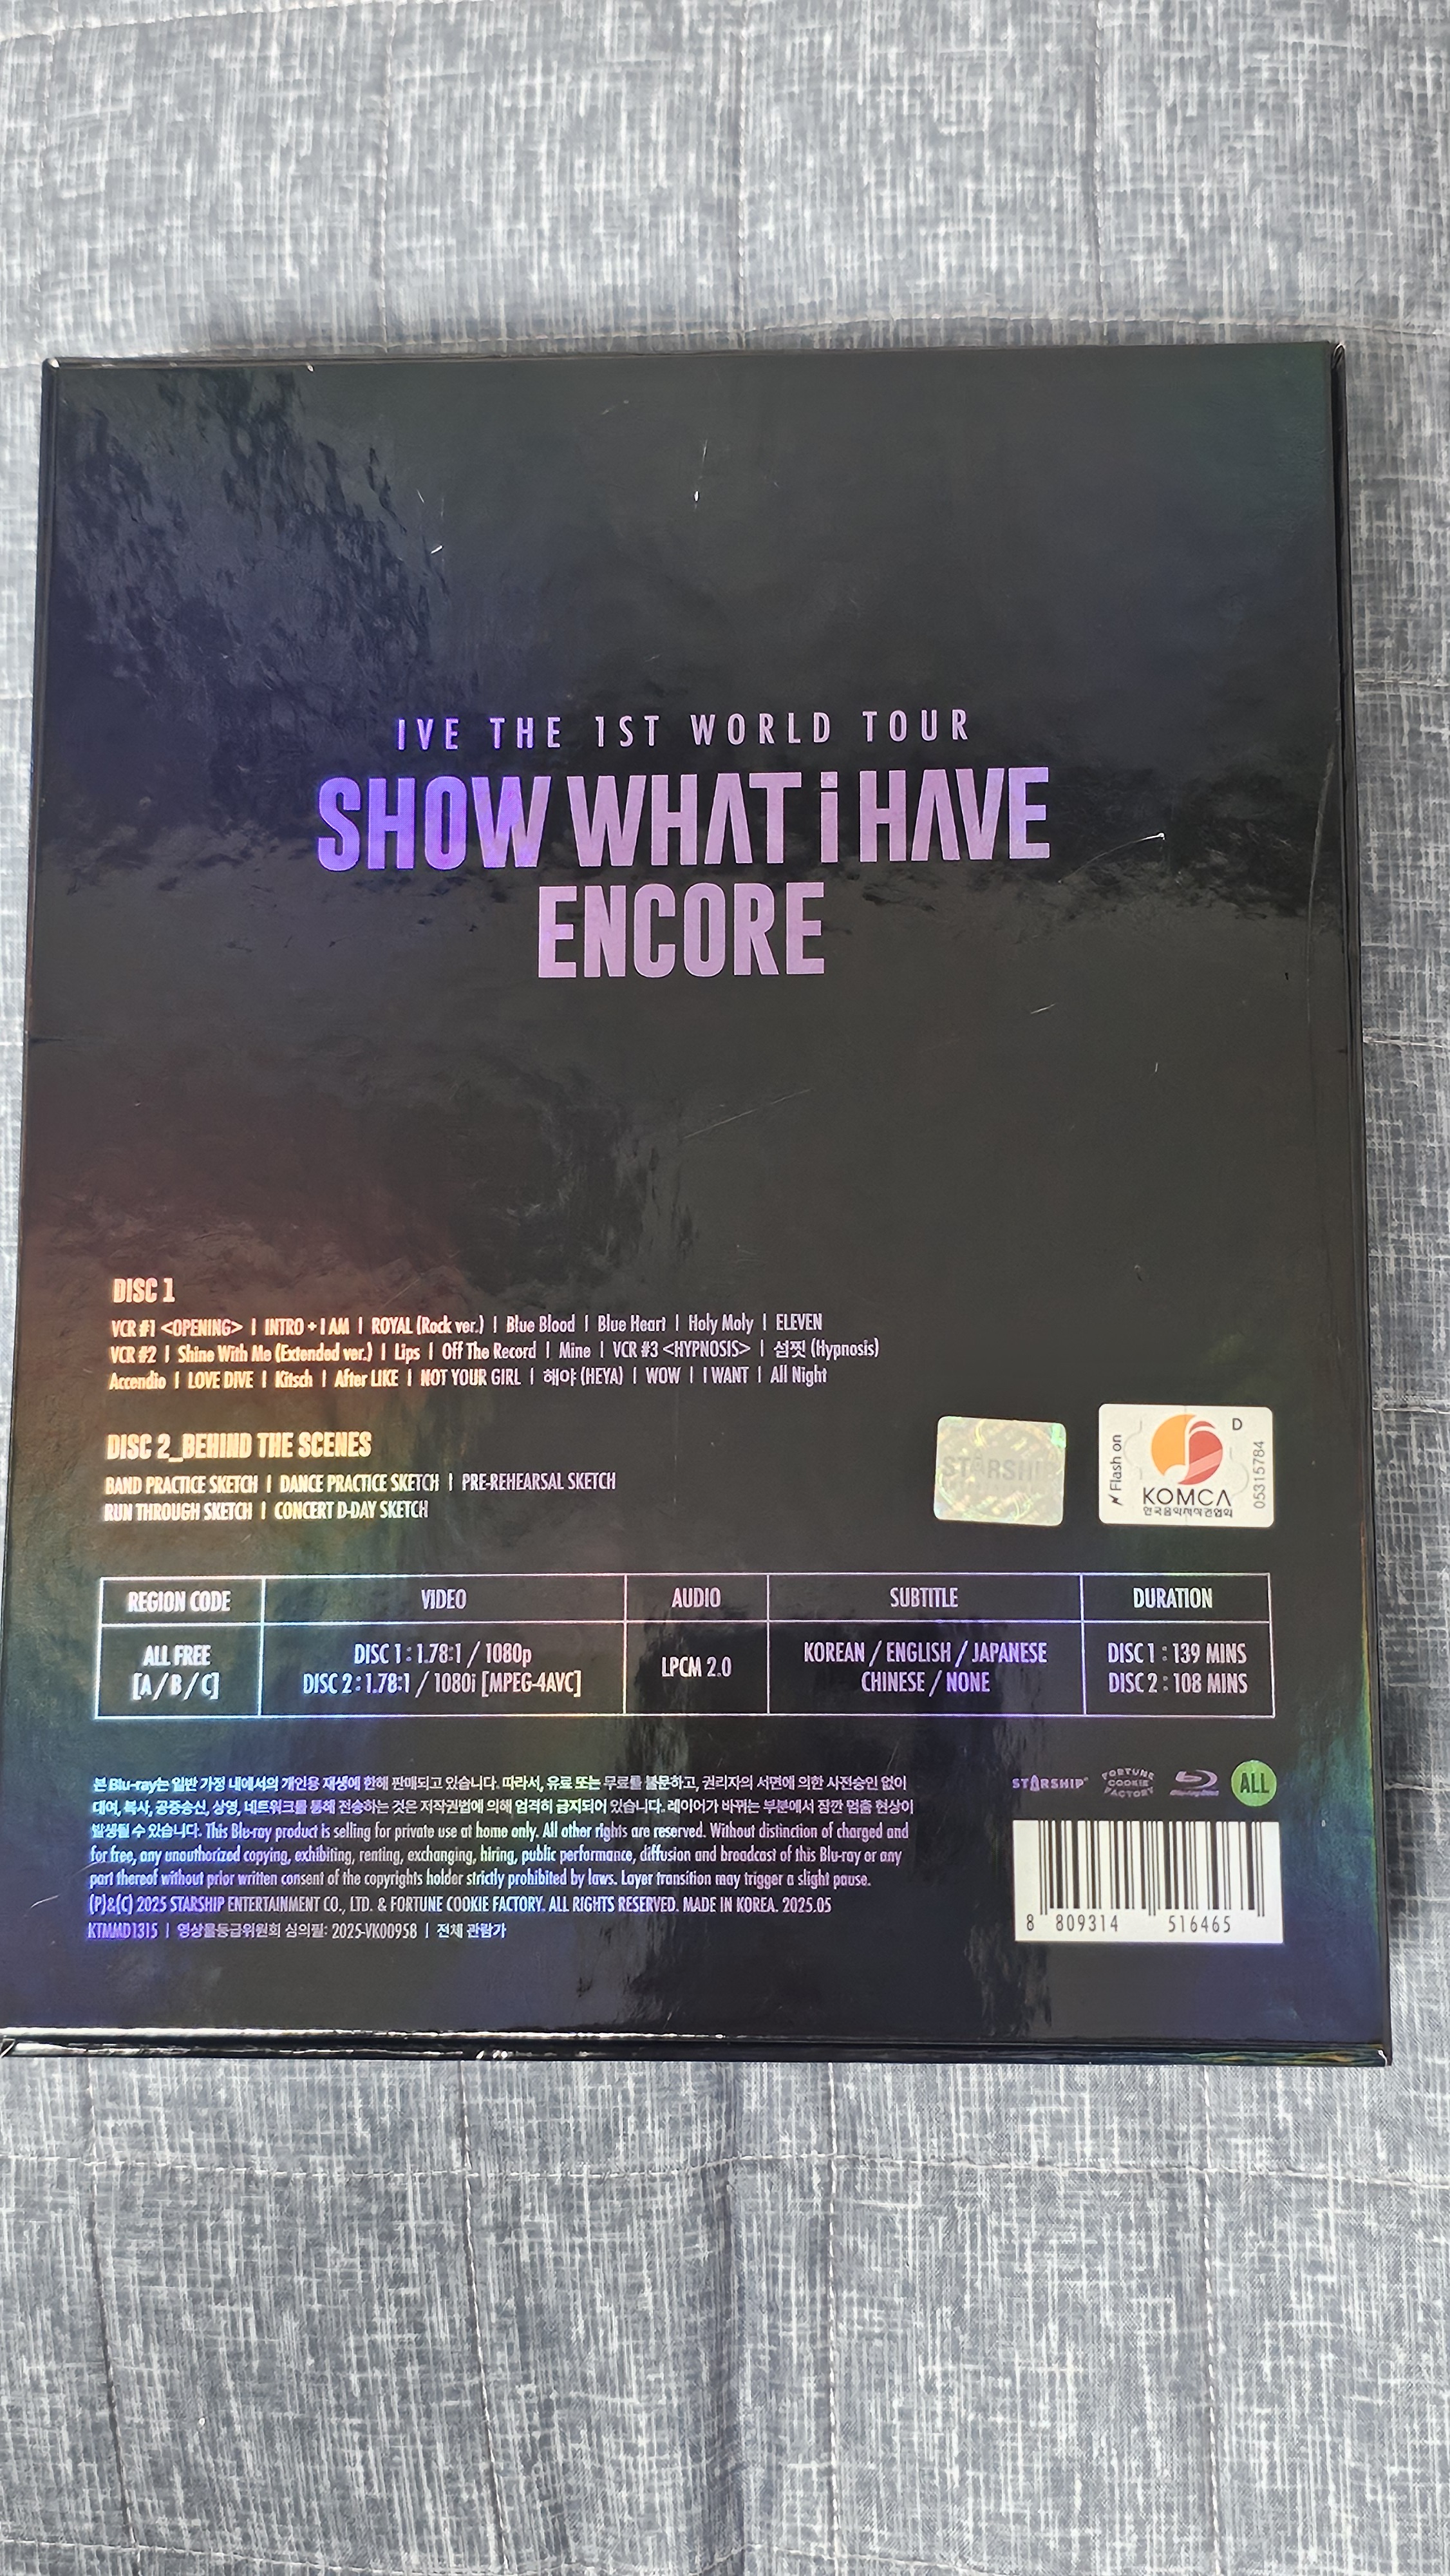 IVE THE 1ST WORLD TOUR
SHOW WHAT i HAVE
ENCORE
DISC 1
VCR #1 <OPENING> | INTRO + I AM | ROYAL (Rock ver.) | Blue Blood | Blue Heart | Holy Moly | ELEVEN
VCR #2 | Shine With Me (Extended ver.) | Lips | Off The Record | Mine | VCR #3 <HYPNOSIS> | 섬찟 (Hypnosis)
Accendio | LOVE DIVE | Kitsch | After LIKE | NOT YOUR GIRL | 해야 (HEYA) | WOW | I WANT | All Night
DISC 2_BEHIND THE SCENES
BAND PRACTICE SKETCH | DANCE PRACTICE SKETCH | PRE-REHEARSAL SKETCH
RUN THROUGH SKETCH | CONCERT D-DAY SKETCH
STARSHIP
Flash on
D
KOMCA
한국음악저작권협회
05315784
REGION CODE
VIDEO
AUDIO
SUBTITLE
DURATION
ALL FREE
[A/B/C]
DISC 1 : 1.78:1 / 1080p
DISC 2 : 1.78:1 / 1080i [MPEG-4AVC]
LPCM 2.0
KOREAN / ENGLISH / JAPANESE
CHINESE / NONE
DISC 1 : 139 MINS
DISC 2 : 108 MINS
본 Blu-ray는 일반 가정 내에서의 개인용 재생에 한해 판매되고 있습니다. 따라서, 유료 또는 무료를 불문하고, 권리자의 서면에 의한 사전승인 없이
대여, 복사, 공중송신, 상영, 네트워크를 통해 전송하는 것은 저작권법에 의해 엄격히 금지되어 있습니다. 레이어가 바뀌는 부분에서 잠깐 멈춤 현상이
발생될 수 있습니다. This Blu-ray product is selling for private use at home only. All other rights are reserved. Without distinction of charged and
for free, any unauthorized copying, exhibiting, renting, exchanging, hiring, public performance, diffusion and broadcast of this Blu-ray or any
part thereof without prior written consent of the copyrights holder strictly prohibited by laws. Layer transition may trigger a slight pause.
(P)&(C) 2025 STARSHIP ENTERTAINMENT CO., LTD. & FORTUNE COOKIE FACTORY. ALL RIGHTS RESERVED. MADE IN KOREA. 2025.05
KTMMD1315 | 영상물등급위원회 심의필: 2025-VK00958 | 전체 관람가
STARSHIP
FORTUNE
COOKIE
FACTORY
Blu-ray Disc
ALL
8 809314 516465